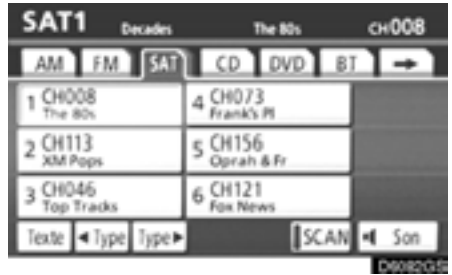 SAT1 Decades The 80s CH008
AM FM SAT CD DVD BT
1 CH008 4 CH073
The 80s Frank's Pl
2 CH113 5 CH156
XM Pops Oprah & Fr
3 CH046 6 CH121
Top Tracks Fox News
Texte ◄Type Type► SCAN Son